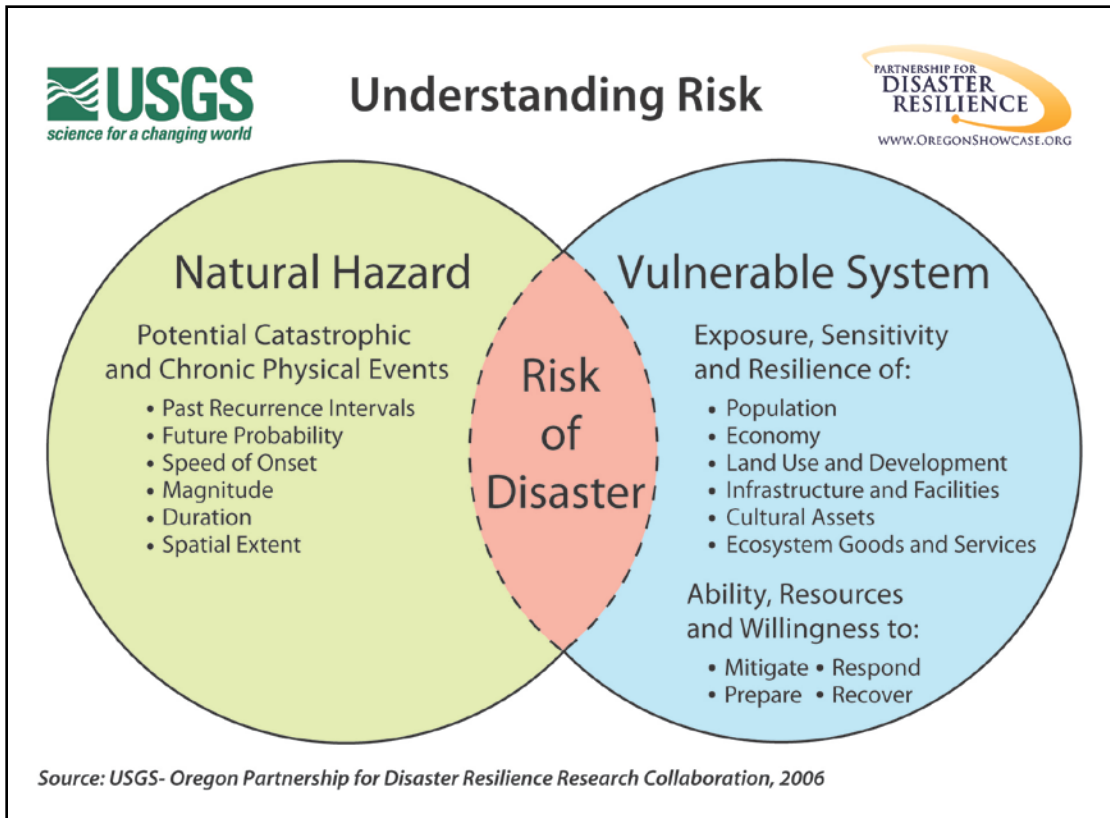 USGS
science for a changing world
Understanding Risk
PARTNERSHIP FOR
DISASTER
RESILIENCE
WWW.OREGONSHOWCASE.ORG
Natural Hazard
Potential Catastrophic
and Chronic Physical Events
• Past Recurrence Intervals
• Future Probability
• Speed of Onset
• Magnitude
• Duration
• Spatial Extent
Risk
of
Disaster
Vulnerable System
Exposure, Sensitivity
and Resilience of:
• Population
• Economy
• Land Use and Development
• Infrastructure and Facilities
• Cultural Assets
• Ecosystem Goods and Services
Ability, Resources
and Willingness to:
• Mitigate • Respond
• Prepare • Recover
Source: USGS- Oregon Partnership for Disaster Resilience Research Collaboration, 2006